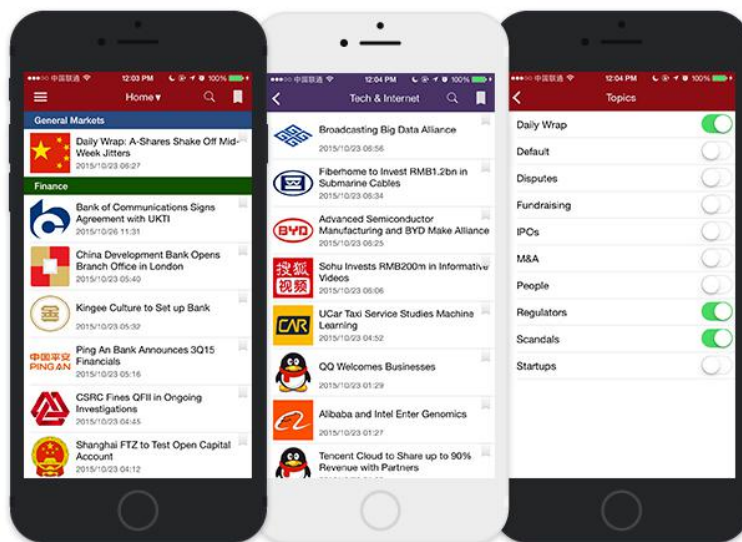 中国联通 12:03 PM 100%
Home ▾
General Markets
Daily Wrap: A-Shares Shake Off Mid-
Week Jitters
2015/10/23 06:27
Finance
Bank of Communications Signs
Agreement with UKTI
2015/10/26 11:31
China Development Bank Opens
Branch Office in London
2015/10/23 05:40
Kingee Culture to Set up Bank
2015/10/23 05:32
中国平安
PING AN
Ping An Bank Announces 3Q15
Financials
2015/10/23 05:16
CSRC Fines QFII in Ongoing
Investigations
2015/10/23 04:45
Shanghai FTZ to Test Open Capital
Account
2015/10/23 04:12
中国联通 12:04 PM 100%
Tech & Internet
Broadcasting Big Data Alliance
2015/10/23 06:56
Fiberhome to Invest RMB1.2bn in
Submarine Cables
2015/10/23 06:34
BYD
Advanced Semiconductor
Manufacturing and BYD Make Alliance
2015/10/23 06:25
搜狐
视频
Sohu Invests RMB200m in Informative
Videos
2015/10/23 06:06
CAR
UCar Taxi Service Studies Machine
Learning
2015/10/23 04:52
QQ Welcomes Businesses
2015/10/23 01:29
Alibaba and Intel Enter Genomics
2015/10/23 01:27
Tencent Cloud to Share up to 90%
Revenue with Partners
中国联通 12:04 PM 100%
Topics
Daily Wrap
Default
Disputes
Fundraising
IPCs
M&A
People
Regulators
Scandals
Startups